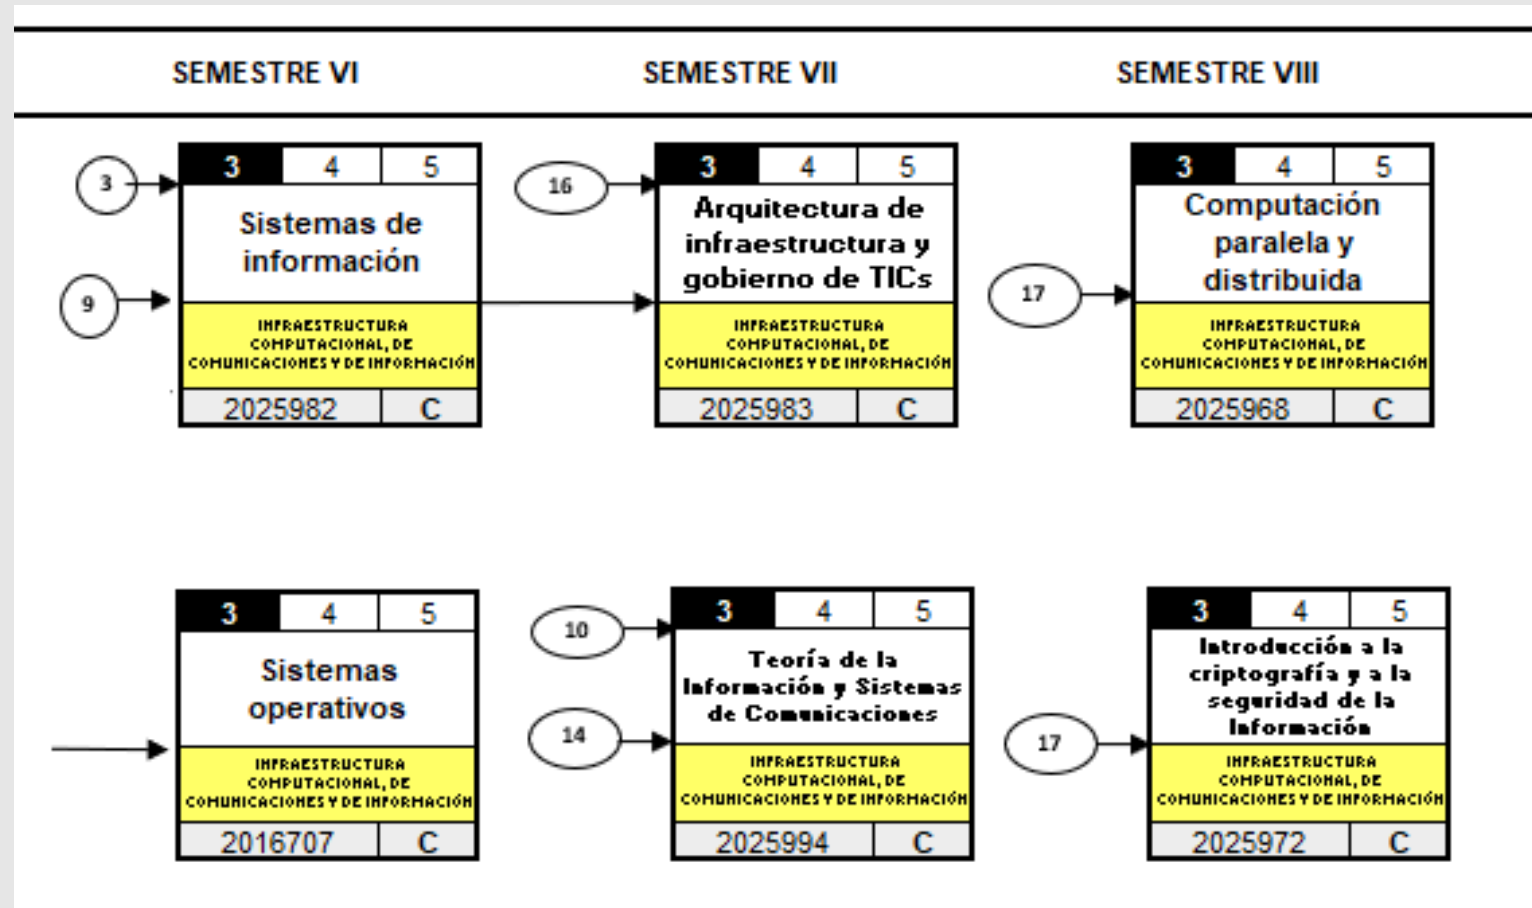 SEMESTRE VI
SEMESTRE VII
SEMESTRE VIII
3
3 4 5
Sistemas de
información
9
INFRAESTRUCTURA
COMPUTACIONAL, DE
COMUNICACIONES Y DE INFORMACIÓN
2025982 C
16
3 4 5
Arquitectura de
infraestructura y
gobierno de TICs
INFRAESTRUCTURA
COMPUTACIONAL, DE
COMUNICACIONES Y DE INFORMACIÓN
2025983 C
3 4 5
Computación
paralela y
distribuida
17
INFRAESTRUCTURA
COMPUTACIONAL, DE
COMUNICACIONES Y DE INFORMACIÓN
2025968 C
3 4 5
Sistemas
operativos
INFRAESTRUCTURA
COMPUTACIONAL, DE
COMUNICACIONES Y DE INFORMACIÓN
2016707 C
10
3 4 5
Teoría de la
Información y Sistemas
de Comunicaciones
14
INFRAESTRUCTURA
COMPUTACIONAL, DE
COMUNICACIONES Y DE INFORMACIÓN
2025994 C
3 4 5
Introducción a la
criptografía y a la
seguridad de la
Información
17
INFRAESTRUCTURA
COMPUTACIONAL, DE
COMUNICACIONES Y DE INFORMACIÓN
2025972 C